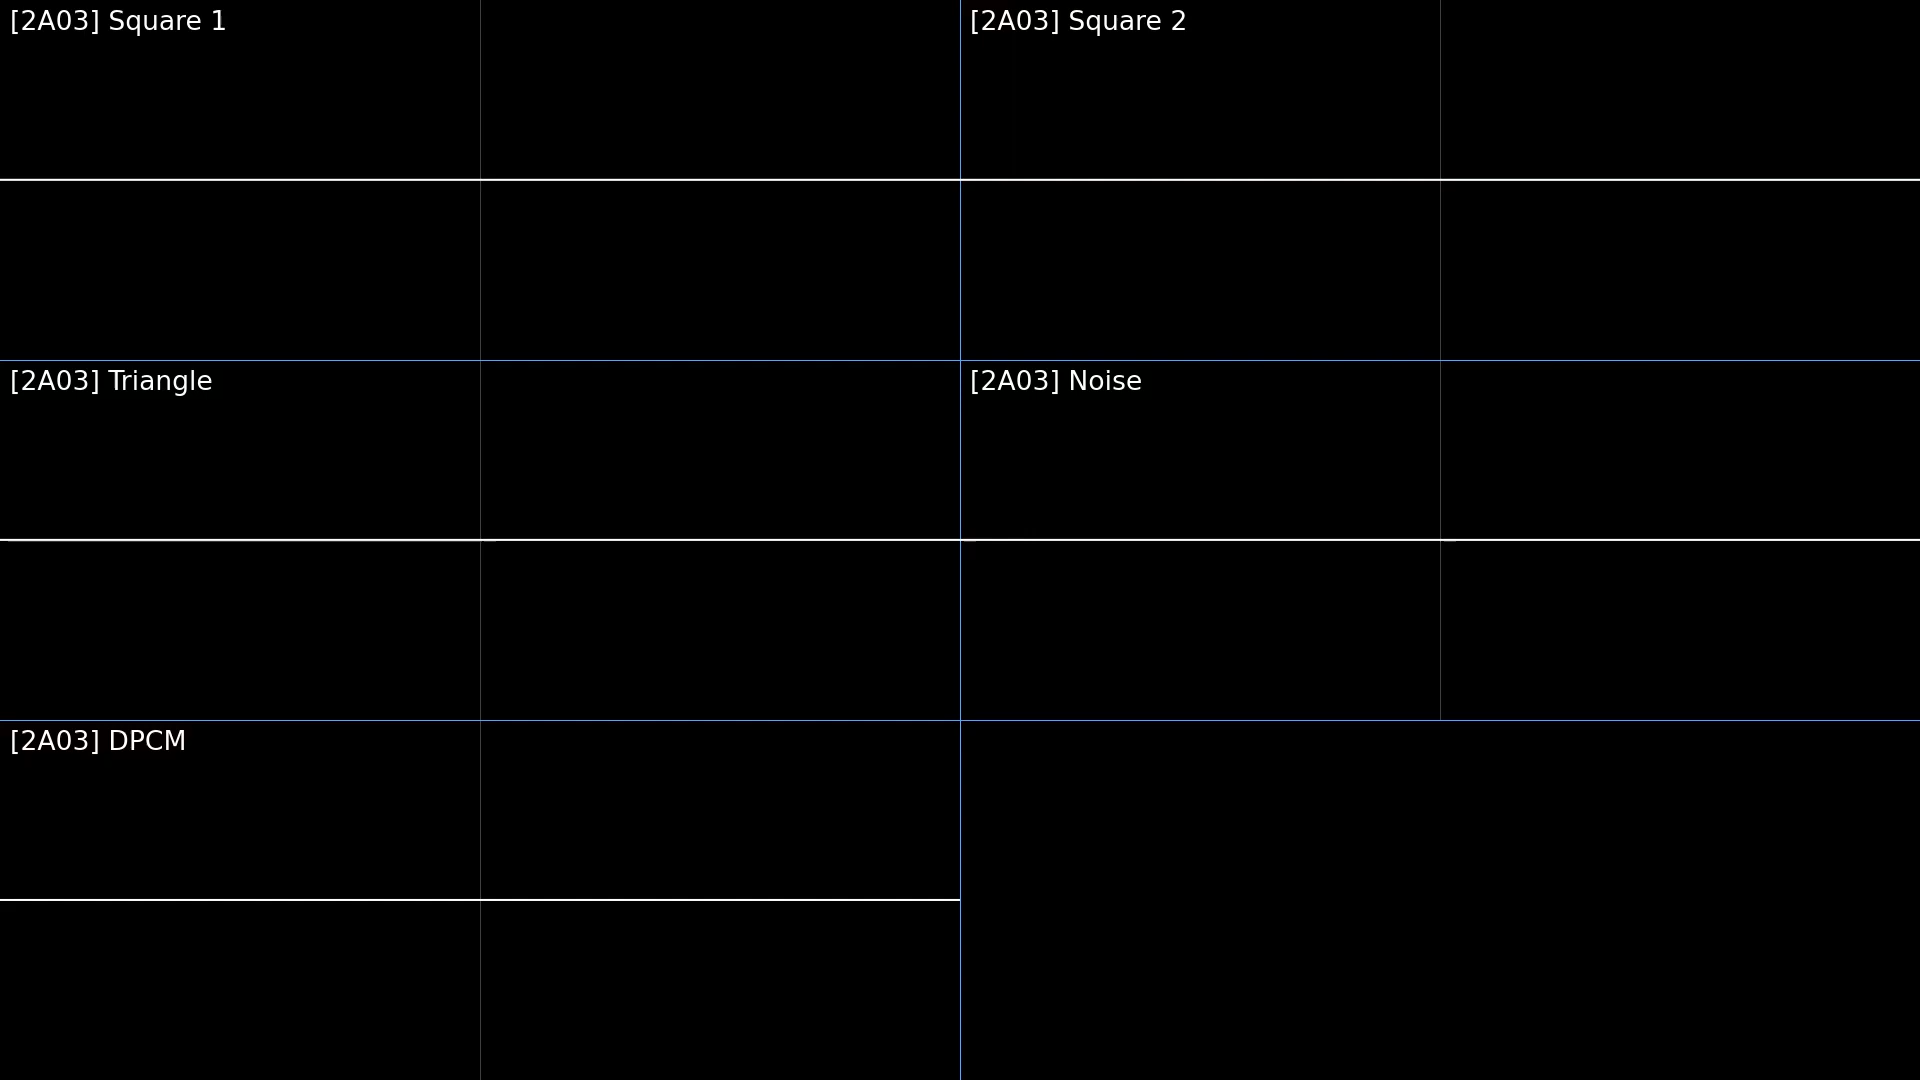 [2A03] Square 1
[2A03] Square 2
[2A03] Triangle
[2A03] Noise
[2A03] DPCM